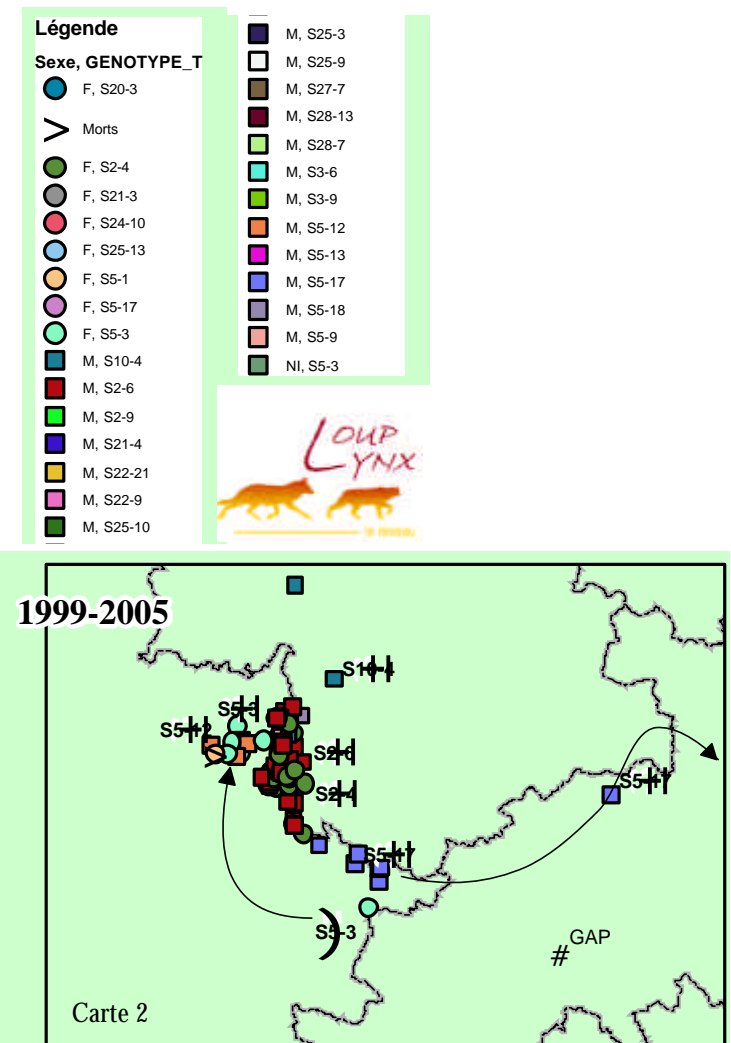 Légende
Sexe, GENOTYPE_T
F, S20-3
Morts
F, S2-4
F, S21-3
F, S24-10
F, S25-13
F, S5-1
F, S5-17
F, S5-3
M, S10-4
M, S2-6
M, S2-9
M, S21-4
M, S22-21
M, S22-9
M, S25-10
M, S25-3
M, S25-9
M, S27-7
M, S28-13
M, S28-7
M, S3-6
M, S3-9
M, S5-12
M, S5-13
M, S5-17
M, S5-18
M, S5-9
NI, S5-3
LOUP
LYNX
le réseau
1999-2005
S10-4
S5-3
S5-12
S2-6
S2-4
S5-17
S5-17
S5-3
GAP
#
Carte 2